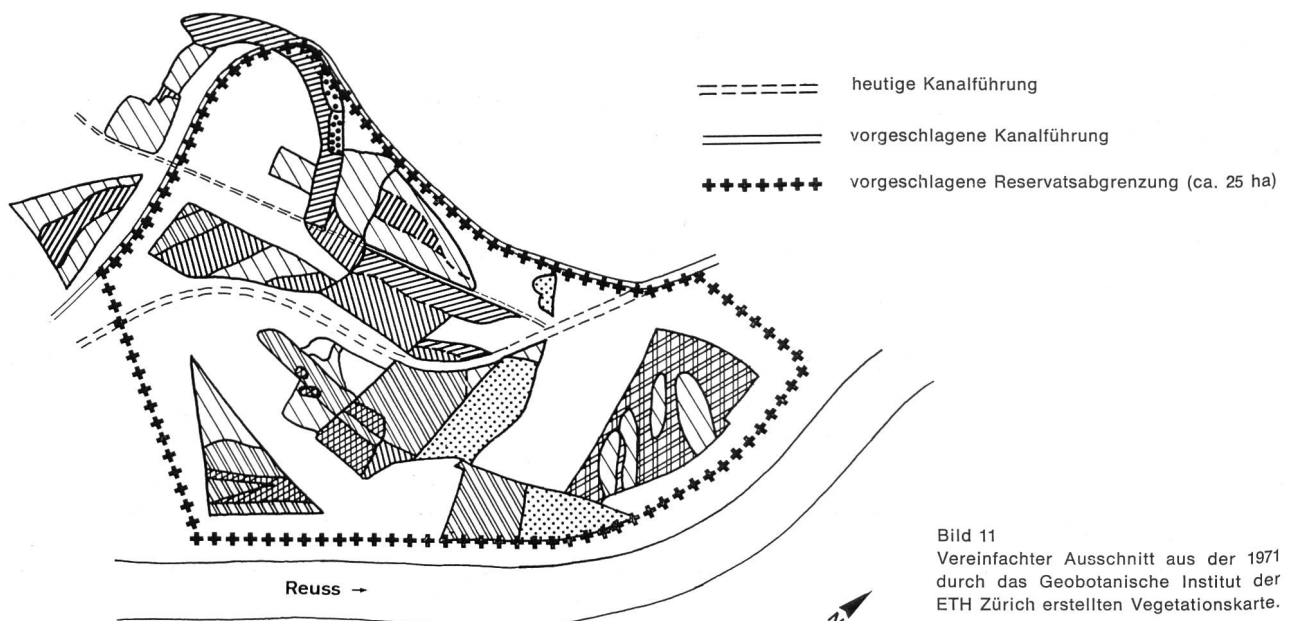 heutige Kanalführung
vorgeschlagene Kanalführung
vorgeschlagene Reservatsabgrenzung (ca. 25 ha)
Reuss →
N
Bild 11
Vereinfachter Ausschnitt aus der 1971
durch das Geobotanische Institut der
ETH Zürich erstellten Vegetationskarte.